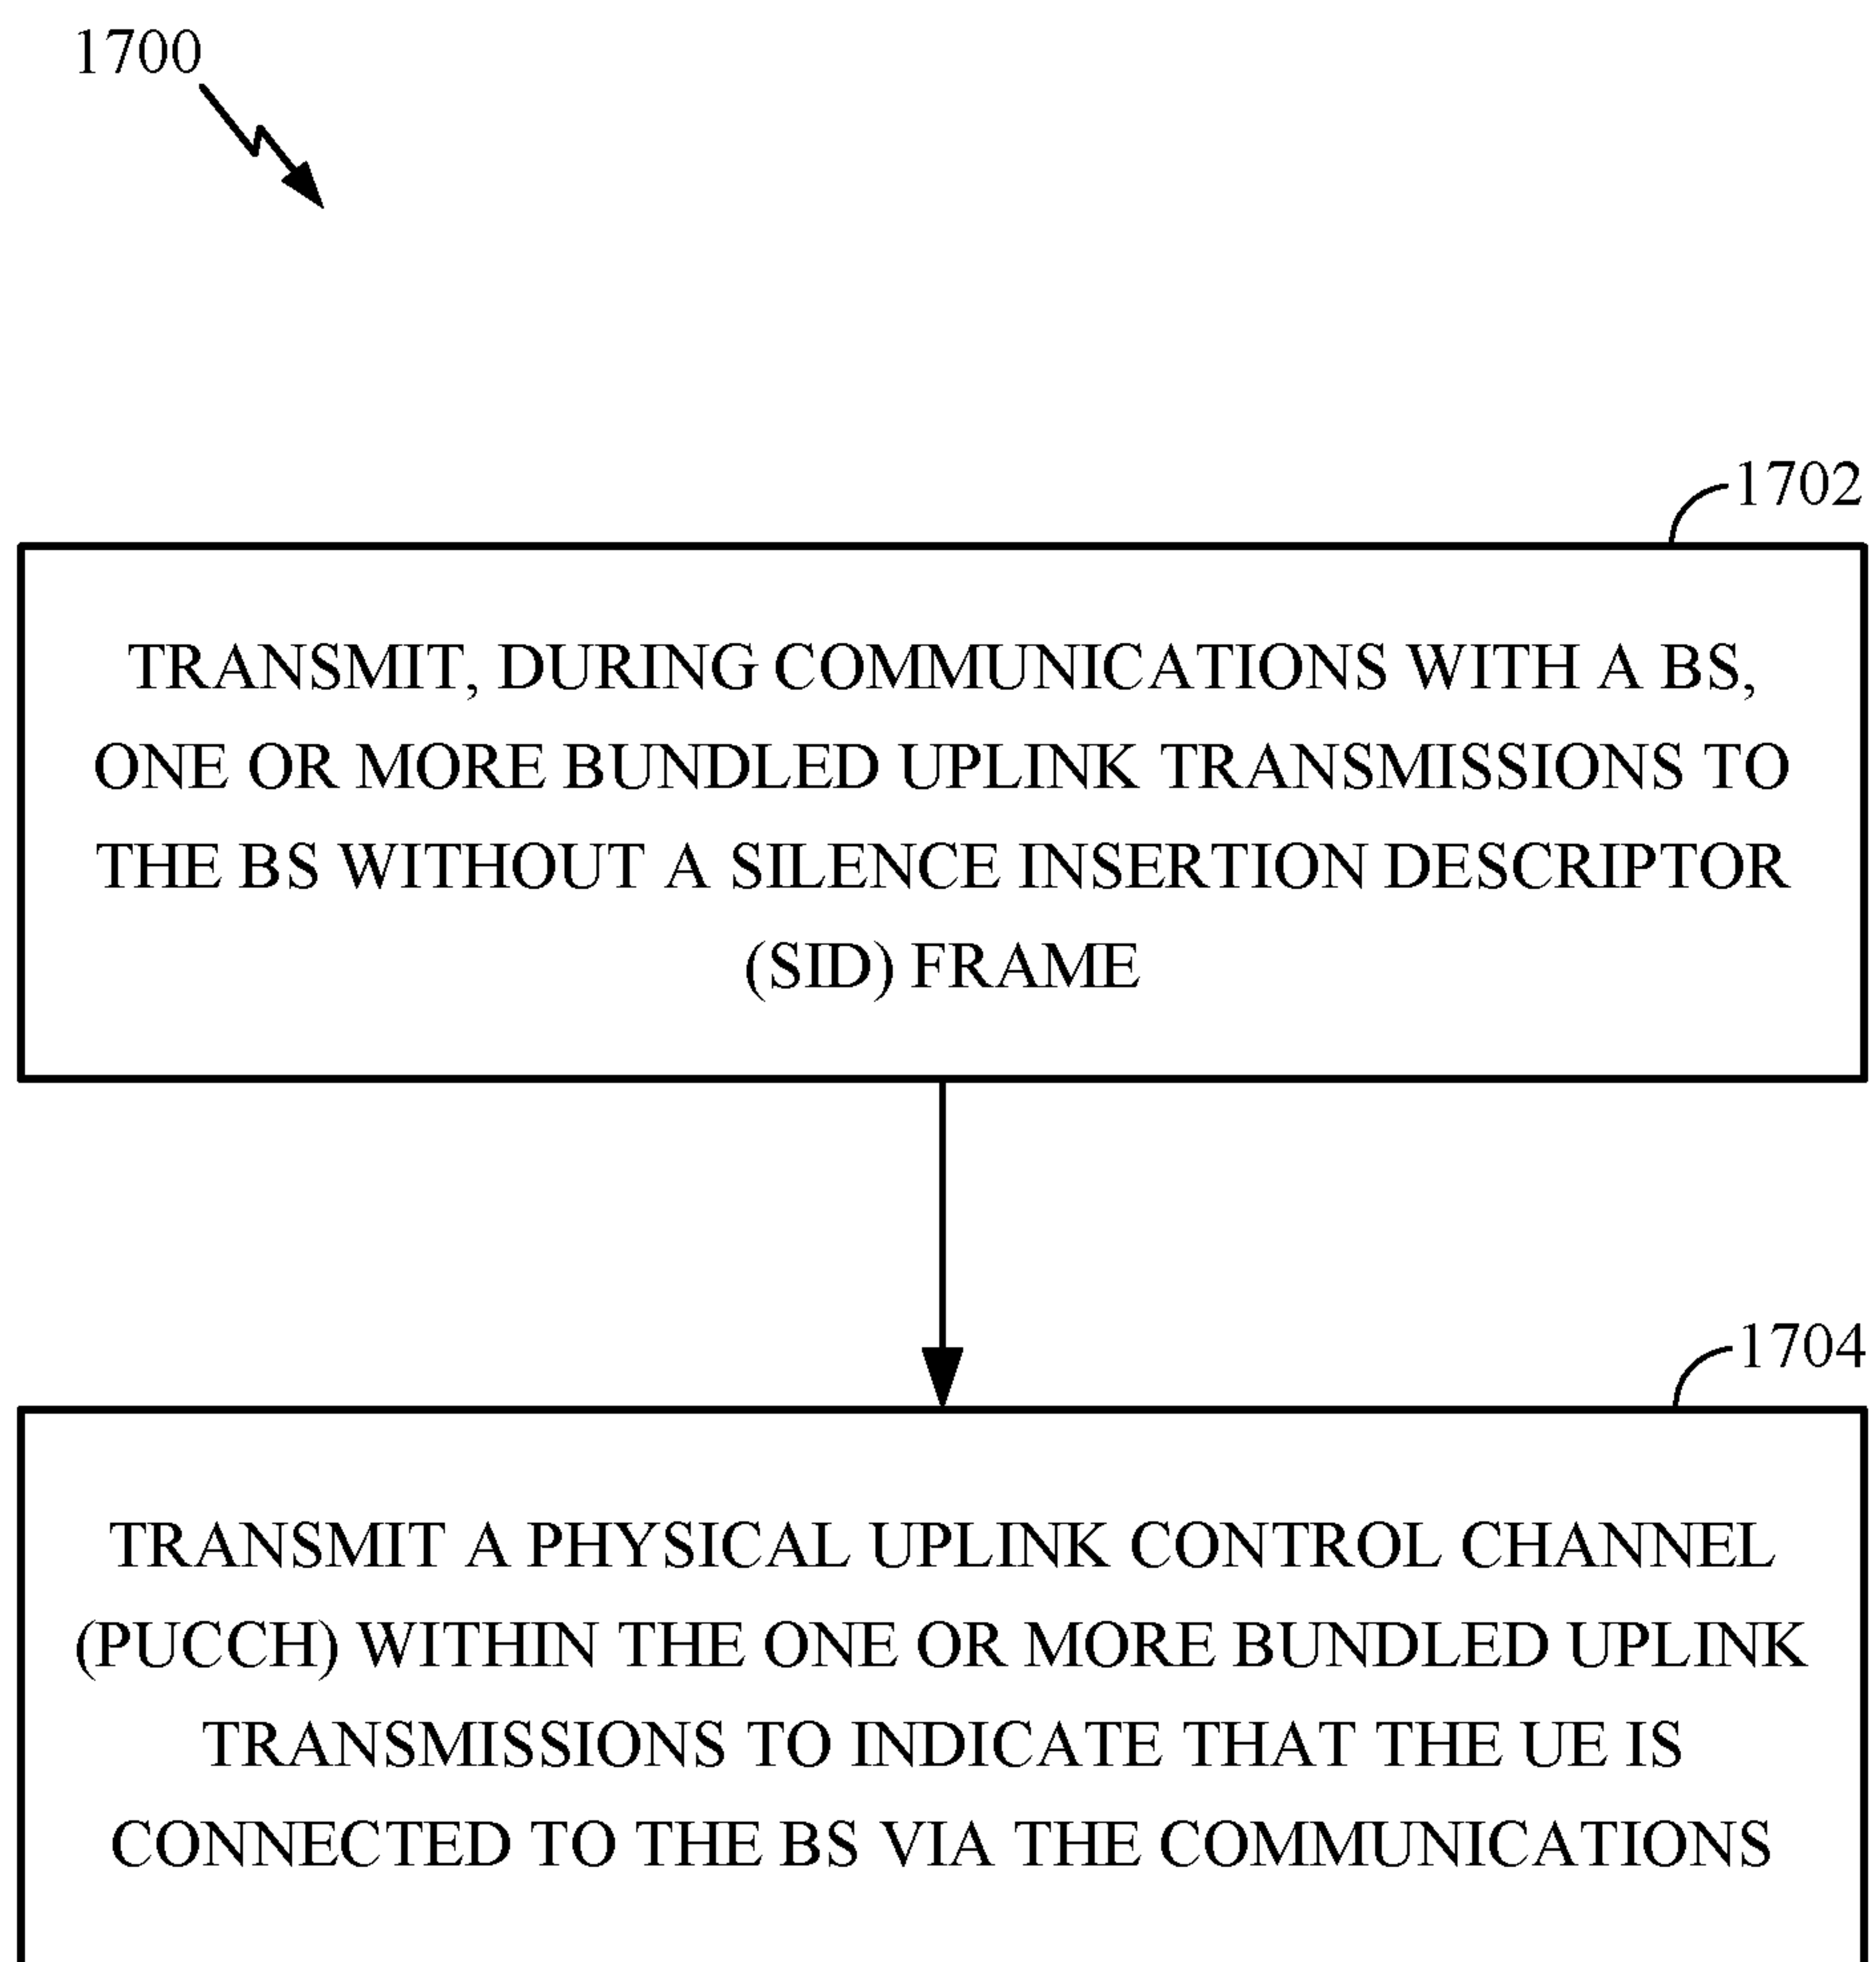 1700
1702
TRANSMIT, DURING COMMUNICATIONS WITH A BS,
ONE OR MORE BUNDLED UPLINK TRANSMISSIONS TO
THE BS WITHOUT A SILENCE INSERTION DESCRIPTOR
(SID) FRAME
1704
TRANSMIT A PHYSICAL UPLINK CONTROL CHANNEL
(PUCCH) WITHIN THE ONE OR MORE BUNDLED UPLINK
TRANSMISSIONS TO INDICATE THAT THE UE IS
CONNECTED TO THE BS VIA THE COMMUNICATIONS